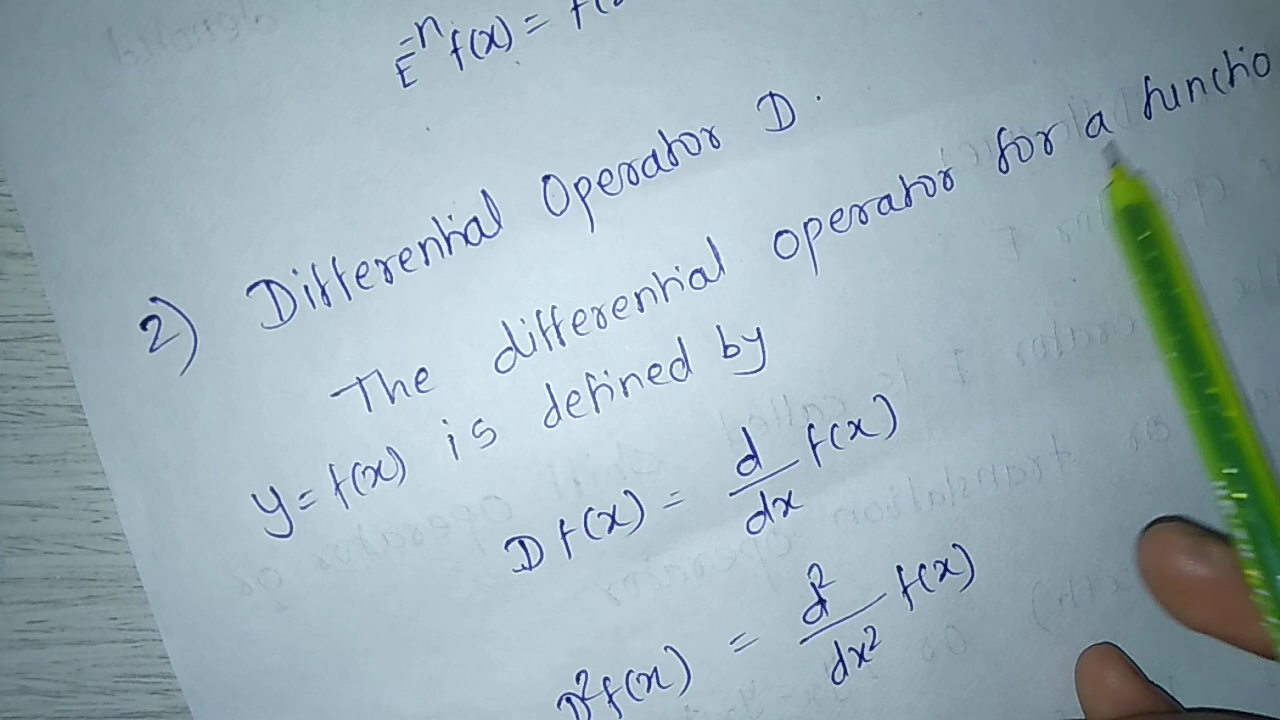 E⁻ⁿ f(x) = f(
2) Differential Operator D.
The differential operator for a functio
y = f(x) is defined by
D f(x) = d/dx f(x)
D² f(x) = d²/dx² f(x)